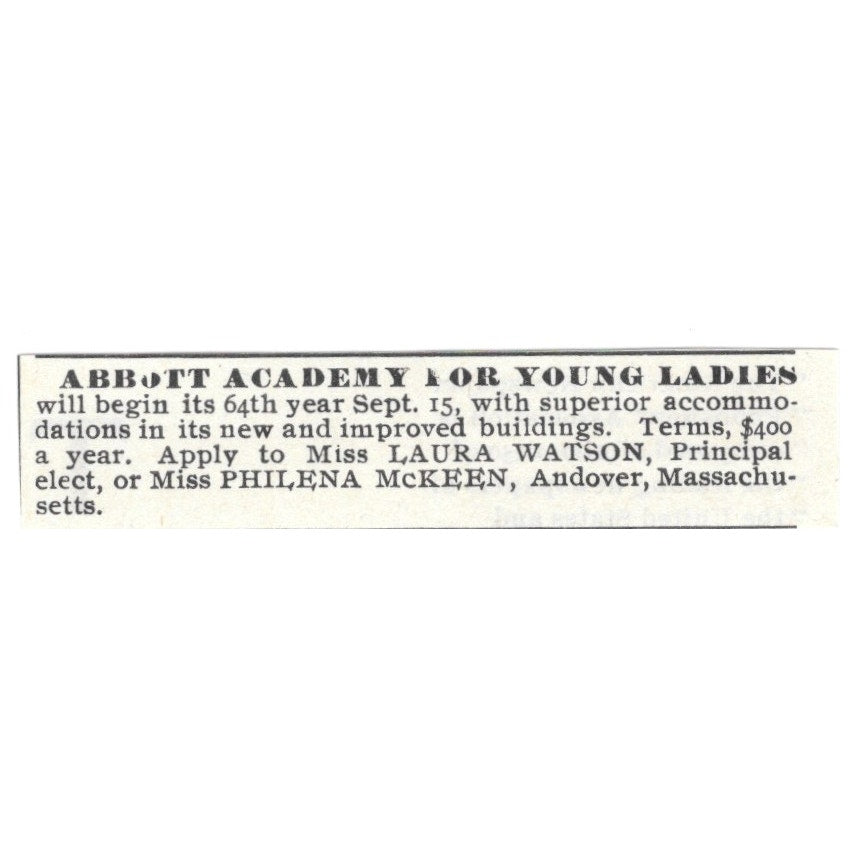 ABBOTT ACADEMY FOR YOUNG LADIES
will begin its 64th year Sept. 15, with superior accommo-
dations in its new and improved buildings. Terms, $400
a year. Apply to Miss LAURA WATSON, Principal
elect, or Miss PHILENA McKEEN, Andover, Massachu-
setts.